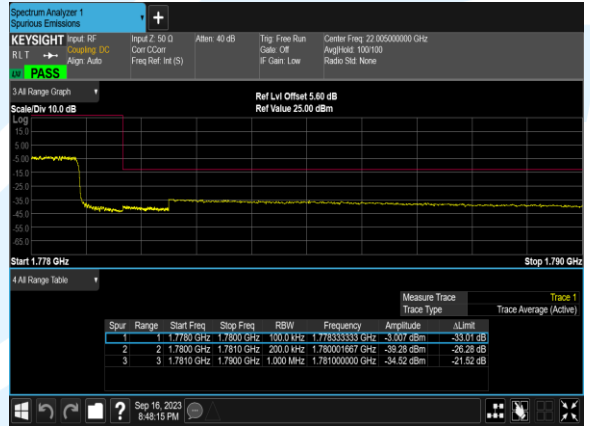 Spectrum Analyzer 1
Spurious Emissions
KEYSIGHT Input: RF Input Z: 50 Ω Atten: 40 dB Trig: Free Run Center Freq: 22.005000000 GHz
RLT Coupling: DC Corr CCorr Gate: Off Avg|Hold: 100/100
Align: Auto Freq Ref: Int (S) IF Gain: Low Radio Std: None
PASS
3 All Range Graph
Ref Lvl Offset 5.60 dB
Scale/Div 10.0 dB Ref Value 25.00 dBm
Log
15.0
5.00
-5.00
-15.0
-25.0
-35.0
-45.0
-55.0
-65.0
Start 1.778 GHz Stop 1.790 GHz
4 All Range Table
Measure Trace Trace 1
Trace Type Trace Average (Active)
Spur Range Start Freq Stop Freq RBW Frequency Amplitude ΔLimit
1 1 1.7780 GHz 1.7800 GHz 100.0 kHz 1.778333333 GHz -3.007 dBm -33.01 dB
2 2 1.7800 GHz 1.7810 GHz 200.0 kHz 1.780001667 GHz -39.28 dBm -26.28 dB
3 3 1.7810 GHz 1.7900 GHz 1.000 MHz 1.781000000 GHz -34.52 dBm -21.52 dB
? Sep 16, 2023
8:48:15 PM